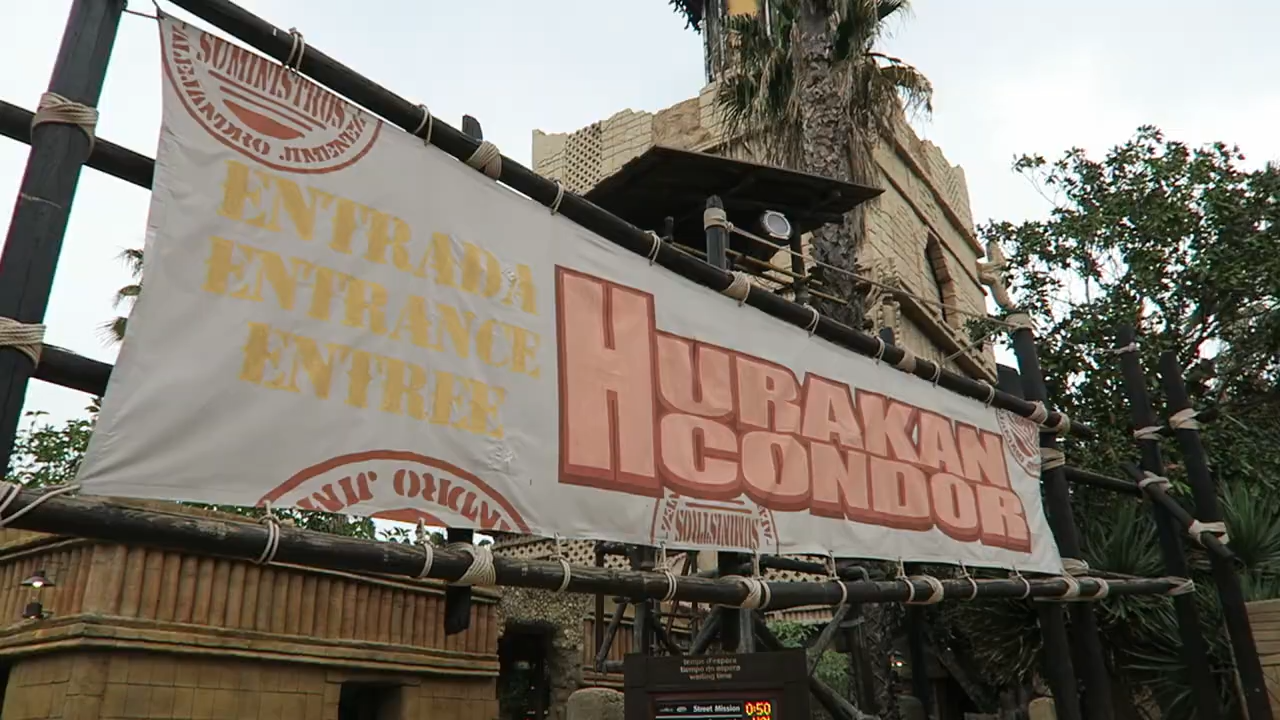 SUMINISTROS
ALEJANDRO JIMENEZ
ENTRADA
ENTRANCE
ENTREE
HURAKAN
CONDOR
SUMINISTROS
temps d'espera
tiempo de espera
waiting time
Street Mission 0:50